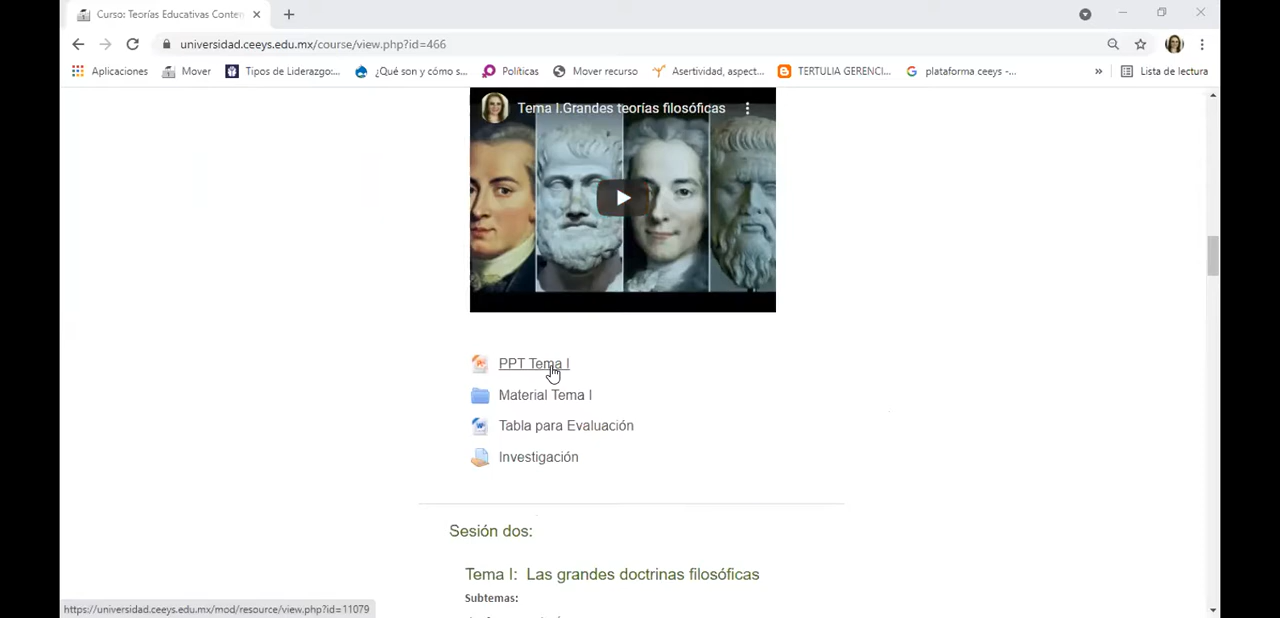 Curso: Teorías Educativas Conten
universidad.ceeys.edu.mx/course/view.php?id=466
Aplicaciones
Mover
Tipos de Liderazgo:...
¿Qué son y cómo s...
Políticas
Mover recurso
Asertividad, aspect...
TERTULIA GERENCI...
plataforma ceeys -...
»
Lista de lectura
Tema I.Grandes teorías filosóficas
PPT Tema I
Material Tema I
Tabla para Evaluación
Investigación
Sesión dos:
Tema I: Las grandes doctrinas filosóficas
Subtemas:
https://universidad.ceeys.edu.mx/mod/resource/view.php?id=11079